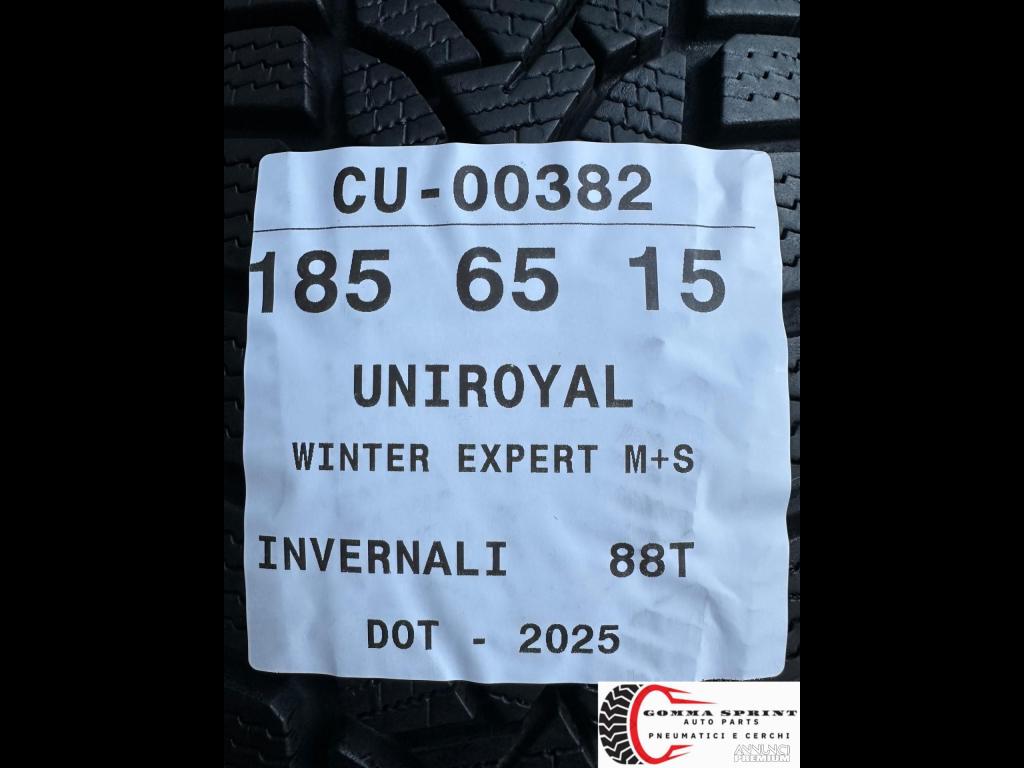 CU-00382
185 65 15
UNIROYAL
WINTER EXPERT M+S
INVERNALI 88T
DOT - 2025
GOMMA SPRINT
AUTO PARTS
PNEUMATICI E CERCHI
ANNUNCI
PREMIUM